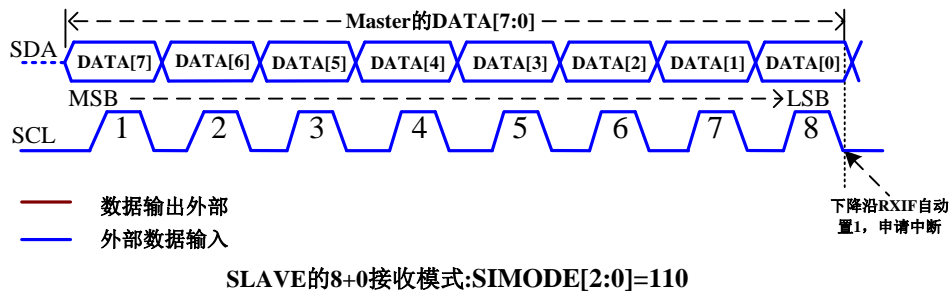 Master的DATA[7:0]
SDA
DATA[7] DATA[6] DATA[5] DATA[4] DATA[3] DATA[2] DATA[1] DATA[0]
MSB LSB
SCL
1 2 3 4 5 6 7 8
数据输出外部
外部数据输入
下降沿RXIF自动
置1，申请中断
SLAVE的8+0接收模式:SIMODE[2:0]=110